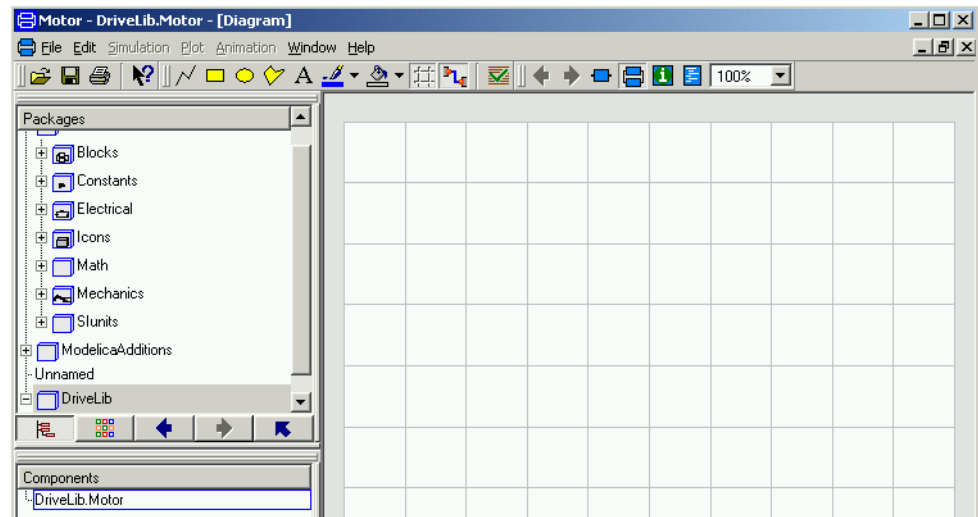 Motor - DriveLib.Motor - [Diagram]
File Edit Simulation Plot Animation Window Help
A 100%
Packages
Blocks
Constants
Electrical
Icons
Math
Mechanics
SIunits
ModelicaAdditions
Unnamed
DriveLib
Components
DriveLib.Motor